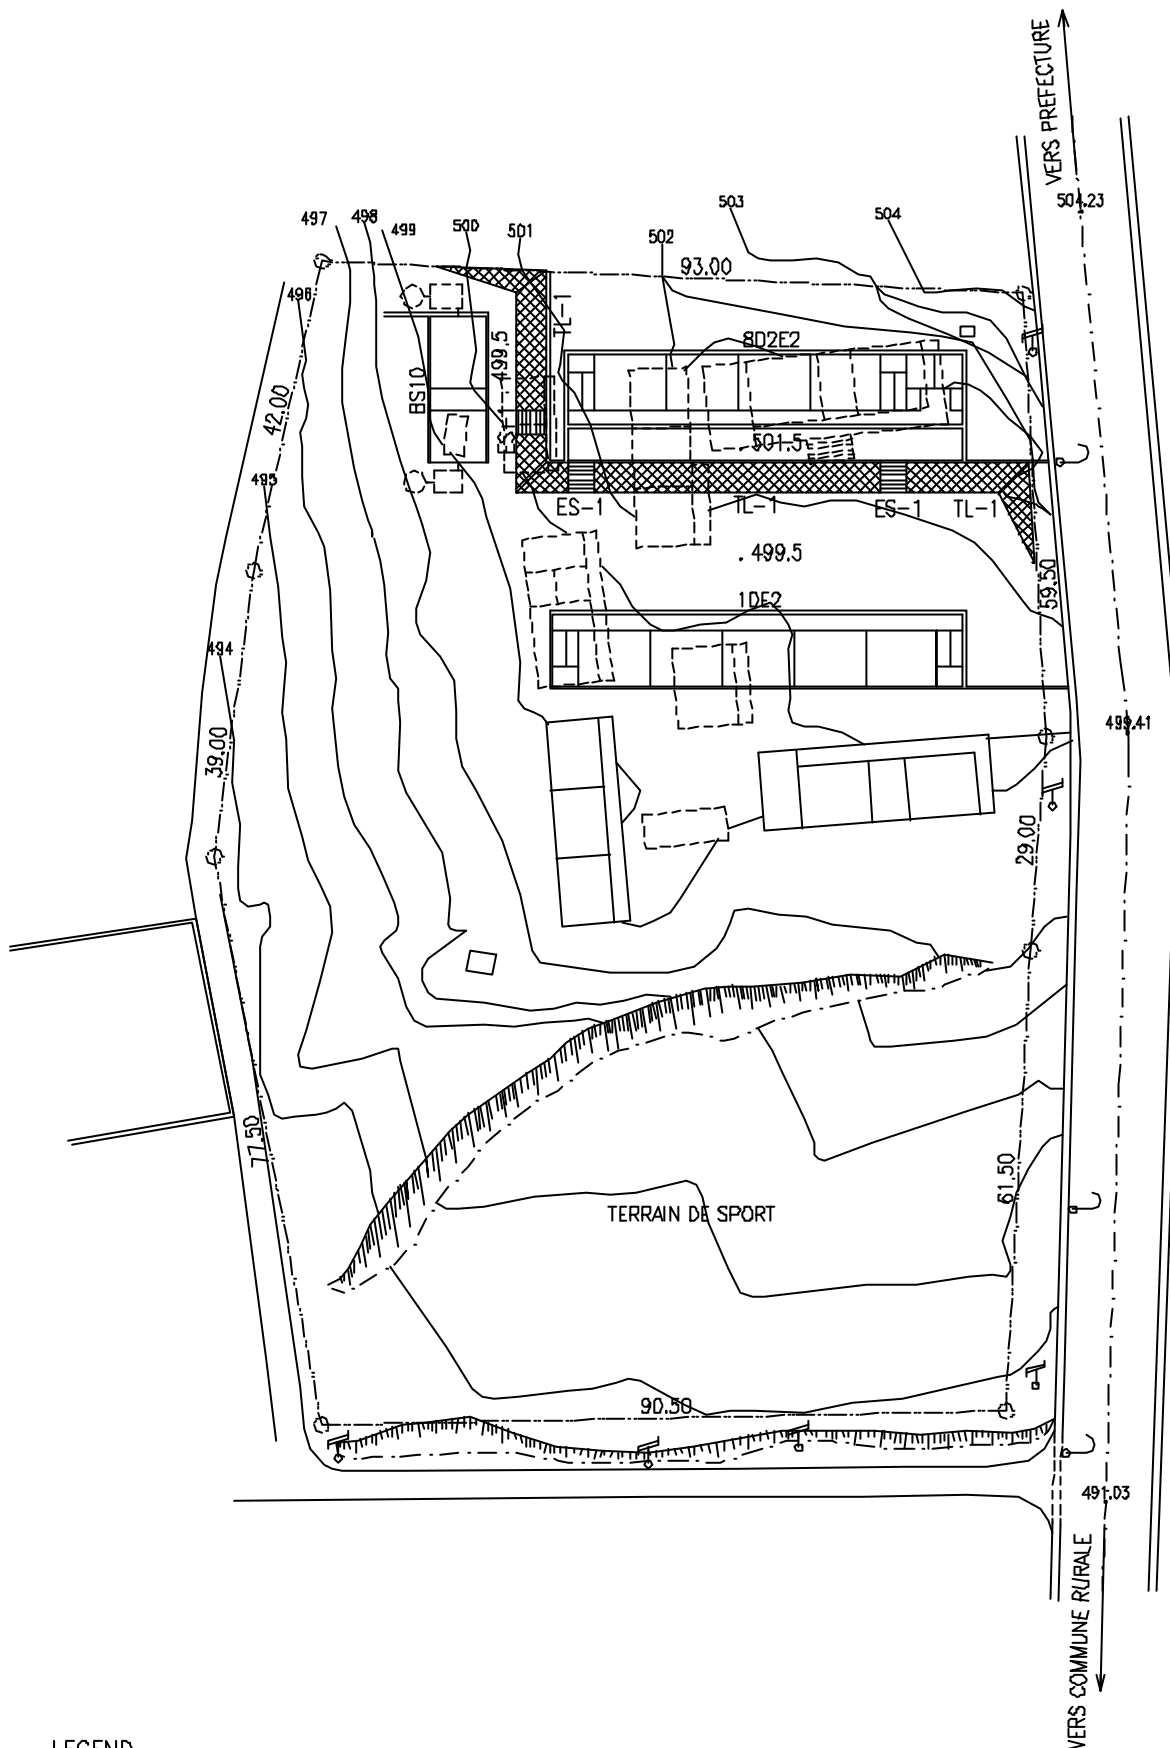 VERS PREFECTURE
504.23
503
504
497
498
499
500
501
502
93.00
496
TL-1
499.5
8D2E2
BS10
42.00
ES-1
501.5
495
ES-1
TL-1
ES-1
TL-1
499.5
59.50
1DE2
494
499.41
39.00
29.00
77.50
61.50
TERRAIN DE SPORT
90.50
491.03
VERS COMMUNE RURALE
LEGEND